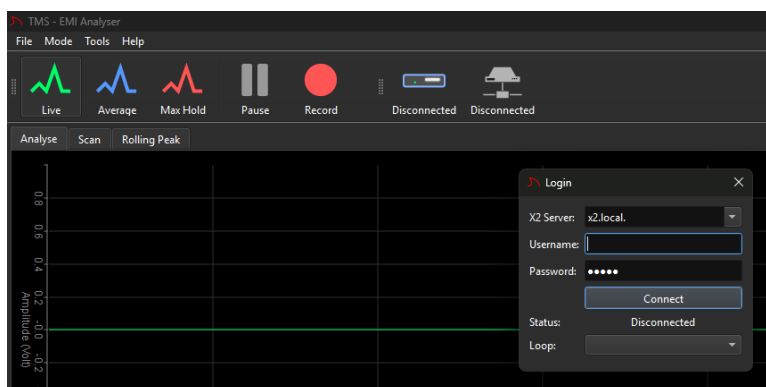 TMS - EMI Analyser
File Mode Tools Help
Live Average Max Hold Pause Record Disconnected Disconnected
Analyse Scan Rolling Peak
Login
X2 Server: x2.local.
Username:
Password: •••••
Connect
Status: Disconnected
Loop:
0.8
0.6
0.4
0.2
-0.0
-0.2
Amplitude (Volt)